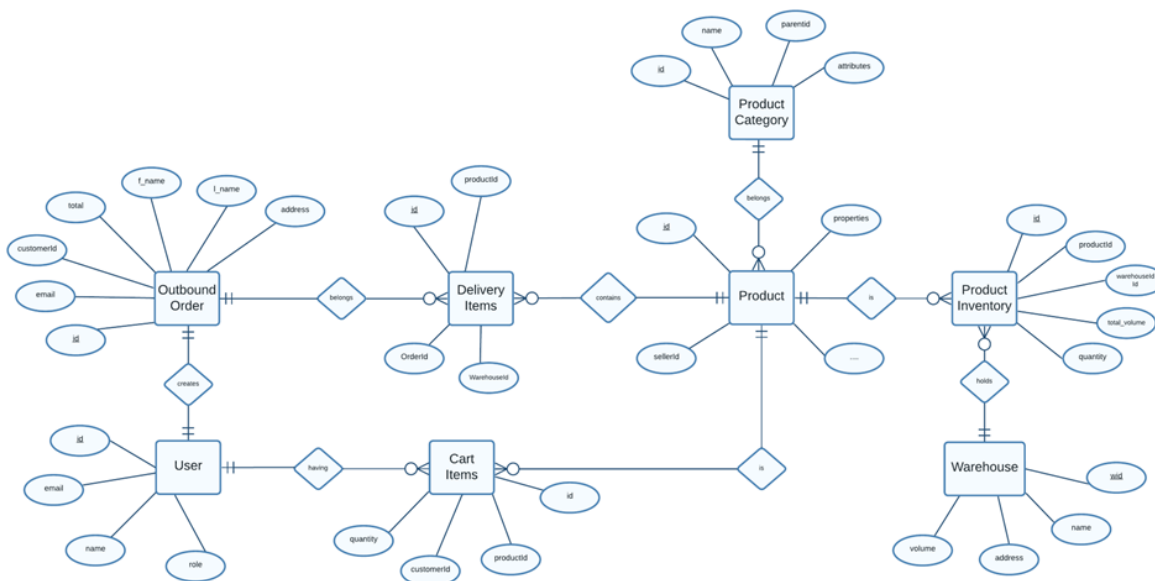 parentid
name
id
attributes
Product
Category
f_name
l_name
total
address
customerId
email
id
Outbound
Order
belongs
productId
id
Delivery
Items
OrderId
WarehouseId
contains
belongs
id
properties
Product
sellerId
....
is
id
productId
warehouseId
Id
total_volume
quantity
Product
Inventory
creates
holds
id
email
name
role
User
having
Cart
Items
id
quantity
customerId
productId
is
Warehouse
wid
name
volume
address